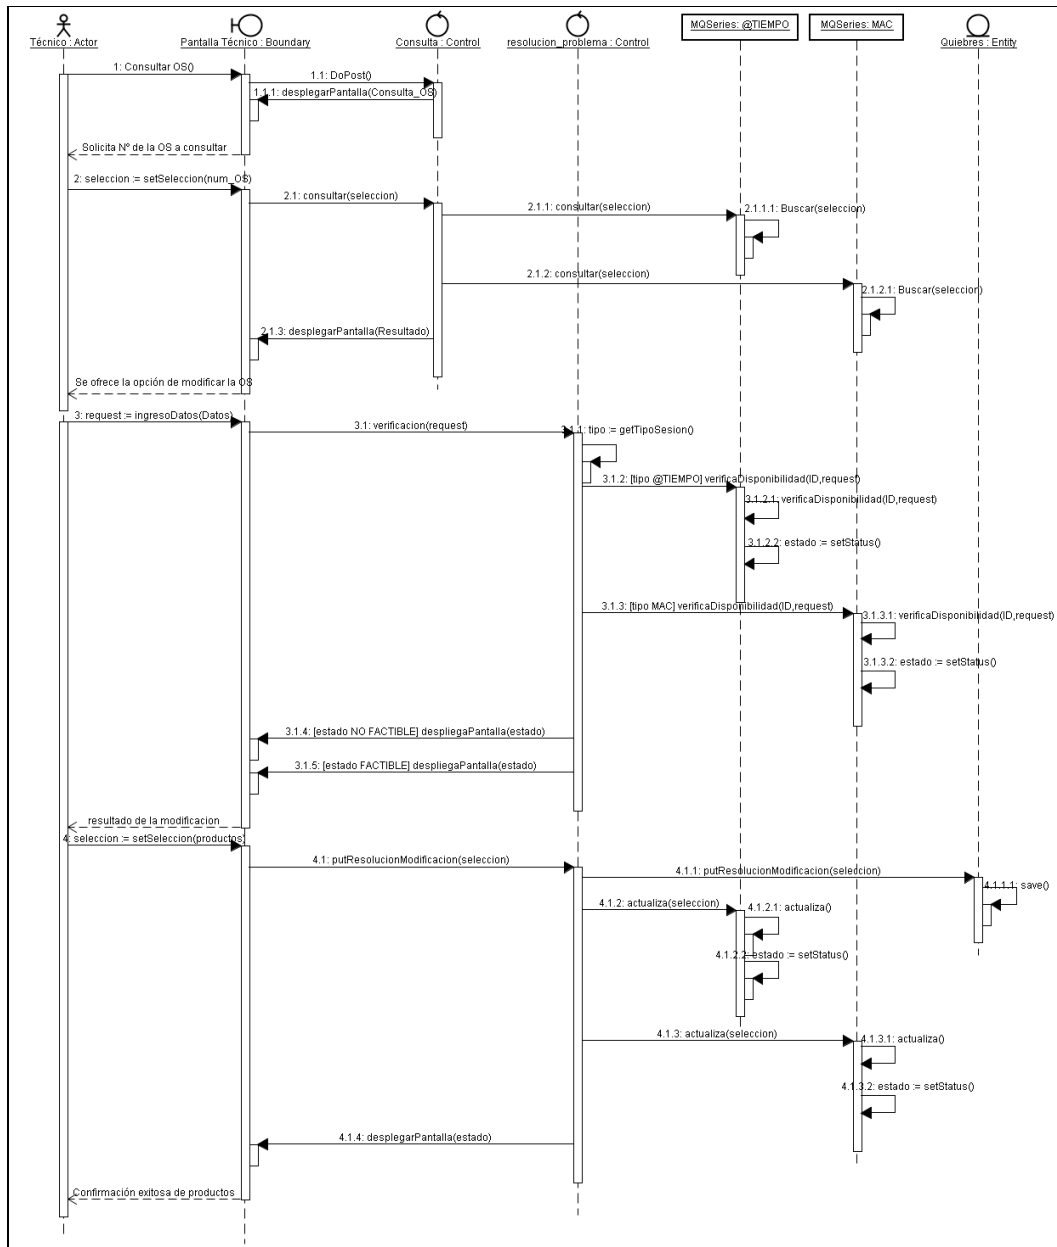 Técnico : Actor
Pantalla Técnico : Boundary
Consulta : Control
resolucion_problema : Control
MQSeries: @TIEMPO
MQSeries: MAC
Quiebres : Entity
1: Consultar OS()
1.1: DoPost()
1.1.1: desplegarPantalla(Consulta_OS)
Solicita Nº de la OS a consultar
2: seleccion := setSeleccion(num_OS)
2.1: consultar(seleccion)
2.1.1: consultar(seleccion)
2.1.1.1: Buscar(seleccion)
2.1.2: consultar(seleccion)
2.1.2.1: Buscar(seleccion)
2.1.3: desplegarPantalla(Resultado)
Se ofrece la opción de modificar la OS
3: request := ingresoDatos(Datos)
3.1: verificacion(request)
3.1.1: tipo := getTipoSesion()
3.1.2: [tipo @TIEMPO] verificaDisponibilidad(ID,request)
3.1.2.1: verificaDisponibilidad(ID,request)
3.1.2.2: estado := setStatus()
3.1.3: [tipo MAC] verificaDisponibilidad(ID,request)
3.1.3.1: verificaDisponibilidad(ID,request)
3.1.3.2: estado := setStatus()
3.1.4: [estado NO FACTIBLE] despliegaPantalla(estado)
3.1.5: [estado FACTIBLE] despliegaPantalla(estado)
resultado de la modificacion
4: seleccion := setSeleccion(productos)
4.1: putResolucionModificacion(seleccion)
4.1.1: putResolucionModificacion(seleccion)
4.1.1.1: save()
4.1.2: actualiza(seleccion)
4.1.2.1: actualiza()
4.1.2.2: estado := setStatus()
4.1.3: actualiza(seleccion)
4.1.3.1: actualiza()
4.1.3.2: estado := setStatus()
4.1.4: desplegarPantalla(estado)
Confirmación exitosa de productos